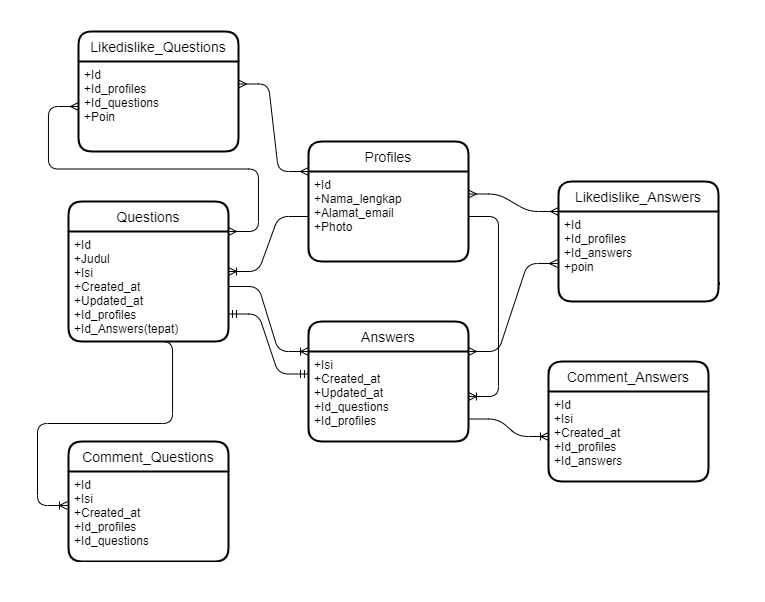 Likedislike_Questions
+Id
+Id_profiles
+Id_questions
+Poin
Profiles
+Id
+Nama_lengkap
+Alamat_email
+Photo
Likedislike_Answers
+Id
+Id_profiles
+Id_answers
+poin
Questions
+Id
+Judul
+Isi
+Created_at
+Updated_at
+Id_profiles
+Id_Answers(tepat)
Answers
+Isi
+Created_at
+Updated_at
+Id_questions
+Id_profiles
Comment_Answers
+Id
+Isi
+Created_at
+Id_profiles
+Id_answers
Comment_Questions
+Id
+Isi
+Created_at
+Id_profiles
+Id_questions